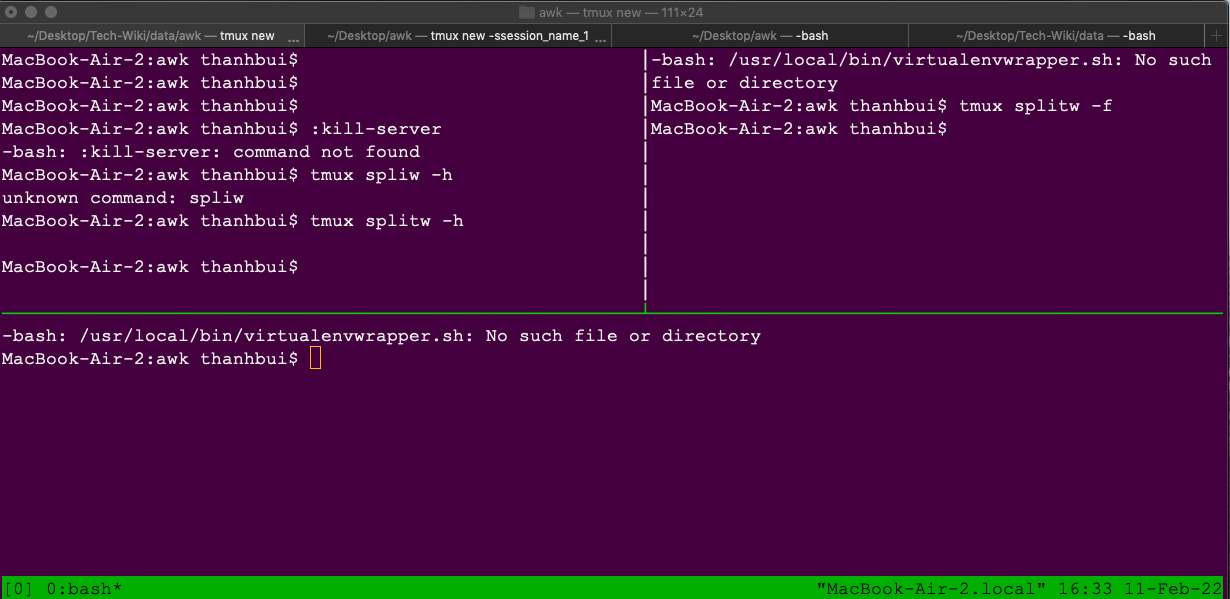 awk — tmux new — 111×24
~/Desktop/Tech-Wiki/data/awk — tmux new ...
~/Desktop/awk — tmux new -ssession_name_1 ...
~/Desktop/awk — -bash
~/Desktop/Tech-Wiki/data — -bash
MacBook-Air-2:awk thanhbui$
MacBook-Air-2:awk thanhbui$
MacBook-Air-2:awk thanhbui$
MacBook-Air-2:awk thanhbui$ :kill-server
-bash: :kill-server: command not found
MacBook-Air-2:awk thanhbui$ tmux spliw -h
unknown command: spliw
MacBook-Air-2:awk thanhbui$ tmux splitw -h
MacBook-Air-2:awk thanhbui$
-bash: /usr/local/bin/virtualenvwrapper.sh: No such
file or directory
MacBook-Air-2:awk thanhbui$ tmux splitw -f
MacBook-Air-2:awk thanhbui$
-bash: /usr/local/bin/virtualenvwrapper.sh: No such file or directory
MacBook-Air-2:awk thanhbui$
[0] 0:bash* "MacBook-Air-2.local" 16:33 11-Feb-22